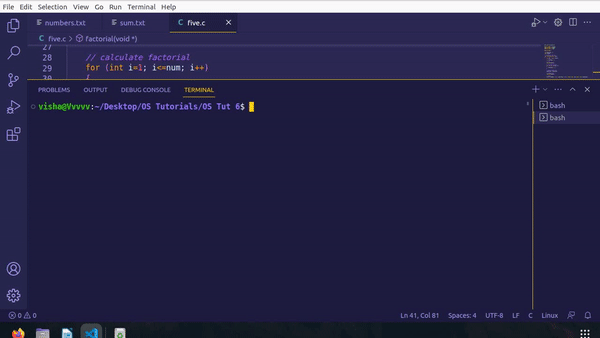 File Edit Selection View Go Run Terminal Help
numbers.txt sum.txt C five.c
C five.c > factorial(void *)
27
28 // calculate factorial
29 for (int i=1; i<=num; i++)
30 {
PROBLEMS OUTPUT DEBUG CONSOLE TERMINAL
bash
visha@Vvvvv:~/Desktop/OS Tutorials/OS Tut 6$
bash
0 0 Ln 41, Col 81 Spaces: 4 UTF-8 LF C Linux